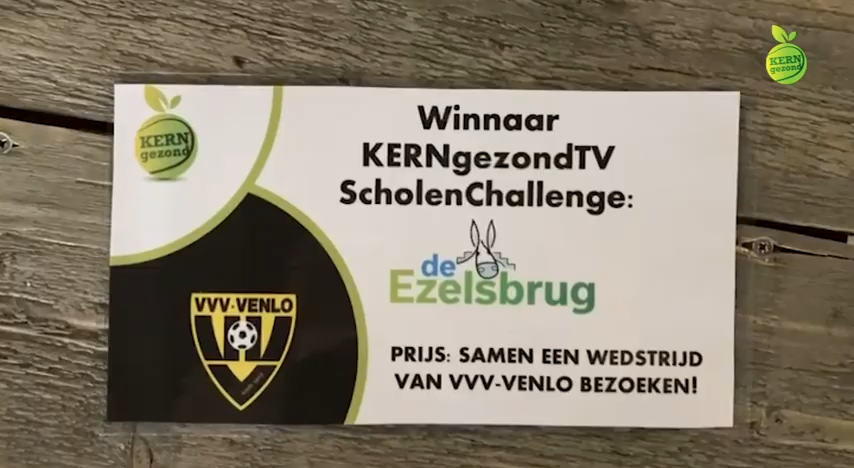 KERN
gezond
KERN
gezond
Winnaar
KERNgezondTV
ScholenChallenge:
de
Ezelsbrug
VVV-VENLO
PRIJS: SAMEN EEN WEDSTRIJD
VAN VVV-VENLO BEZOEKEN!